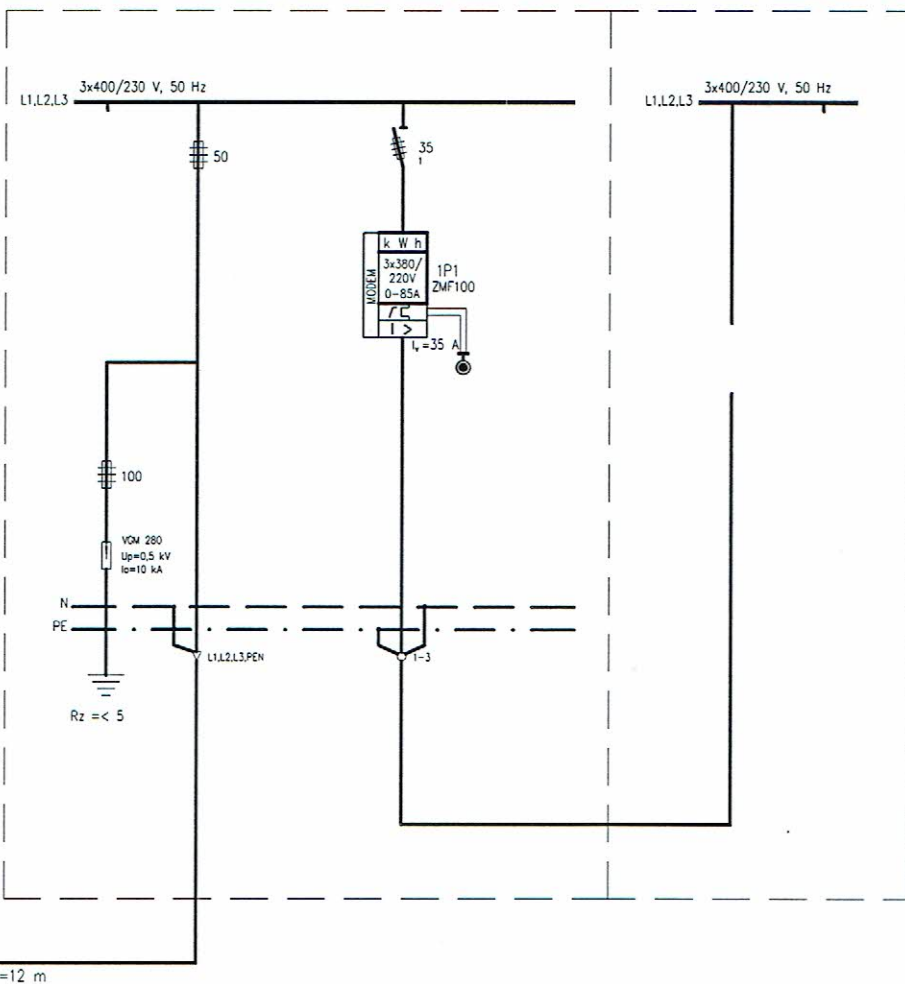 3x400/230 V, 50 Hz
L1,L2,L3
3x400/230 V, 50 Hz
L1,L2,L3
50
35
1
k W h
MODEM
3x380/
220V
0-85A
1P1
ZMF100
I >
Iv=35 A
100
VGM 280
Up=0,5 kV
Io=10 kA
N
PE
L1,L2,L3,PEN
1-3
Rz =< 5
=12 m